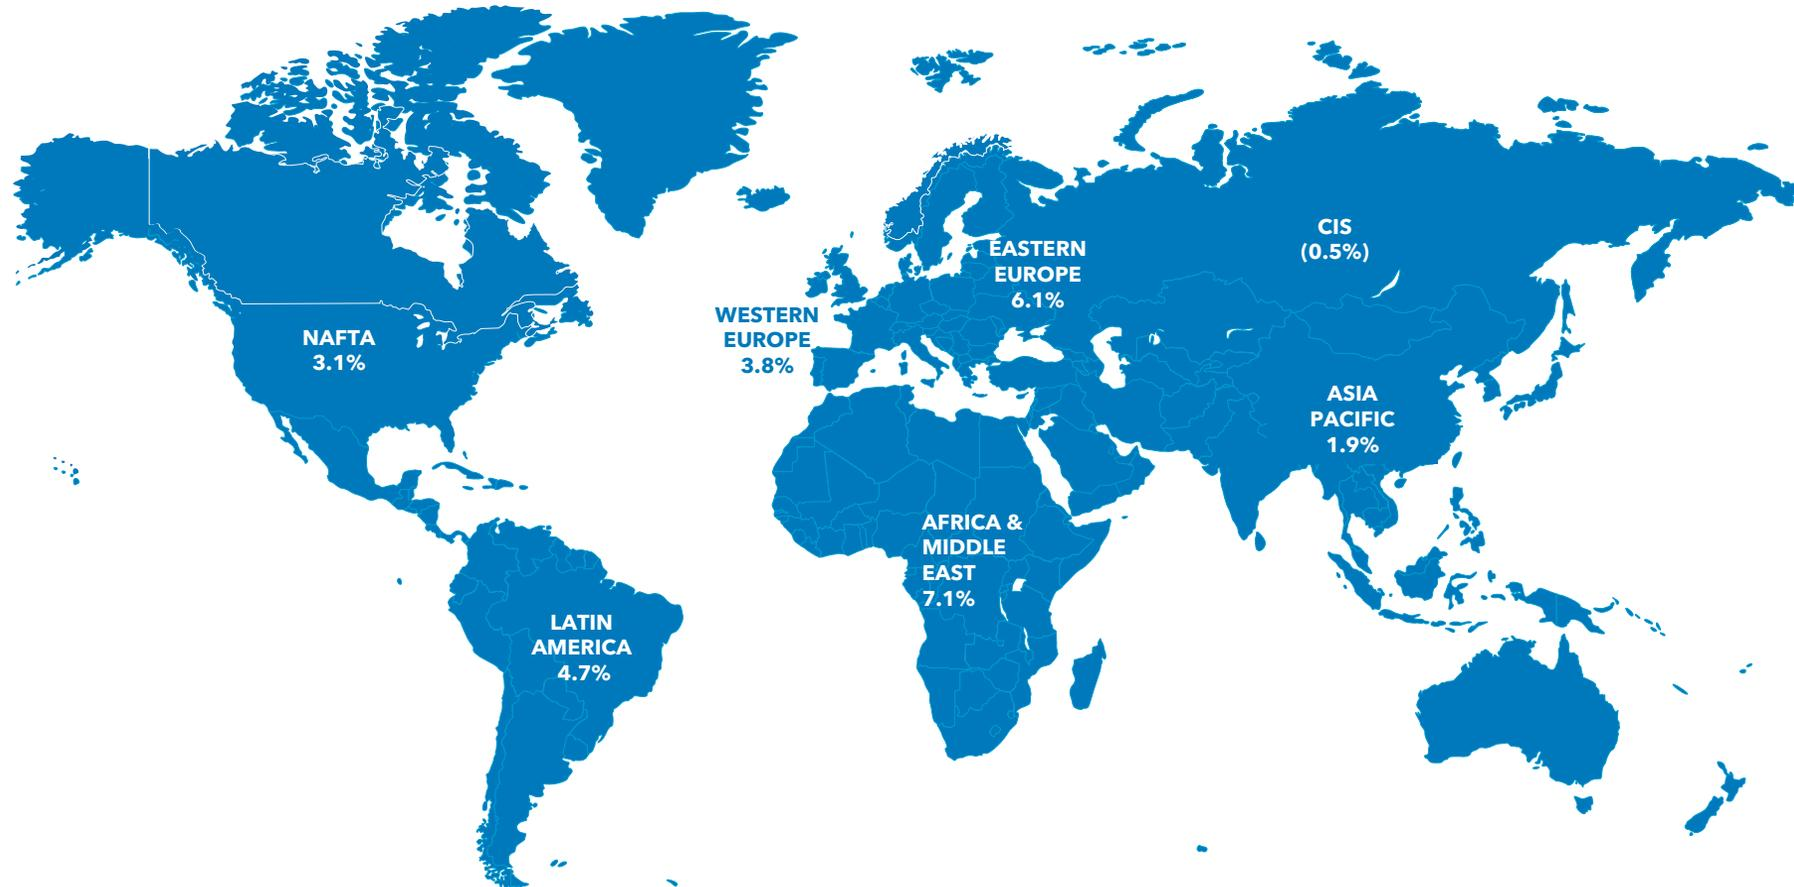 CIS
(0.5%)
EASTERN
EUROPE
6.1%
WESTERN
EUROPE
3.8%
NAFTA
3.1%
ASIA
PACIFIC
1.9%
AFRICA &
MIDDLE
EAST
7.1%
LATIN
AMERICA
4.7%